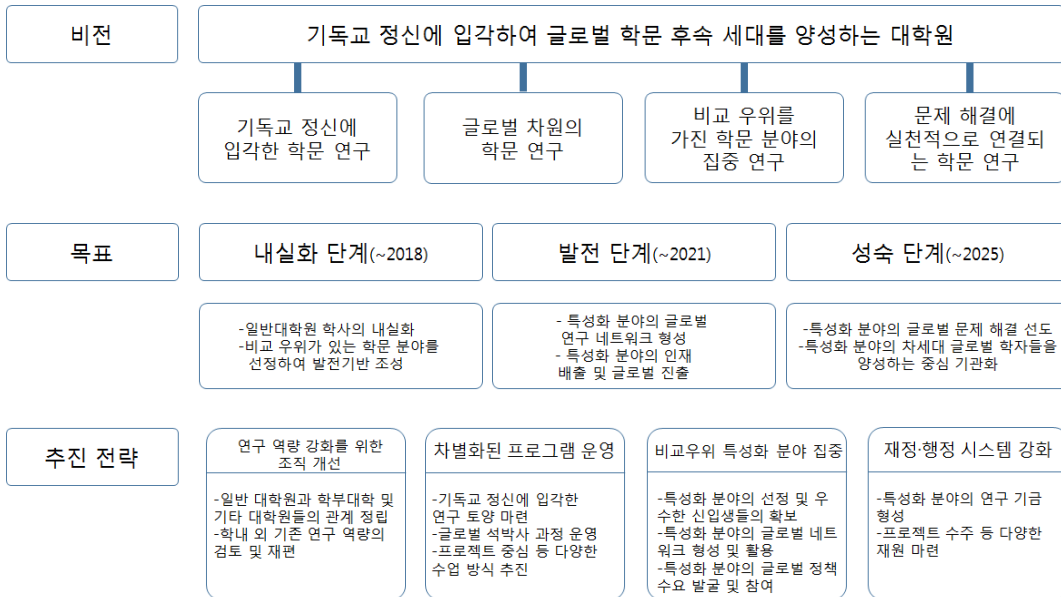 비전
기독교 정신에 입각하여 글로벌 학문 후속 세대를 양성하는 대학원
기독교 정신에
입각한 학문 연구
글로벌 차원의
학문 연구
비교 우위를
가진 학문 분야의
집중 연구
문제 해결에
실천적으로 연결되
는 학문 연구
목표
내실화 단계(~2018)
발전 단계(~2021)
성숙 단계(~2025)
-일반대학원 학사의 내실화
-비교 우위가 있는 학문 분야를
선정하여 발전기반 조성
- 특성화 분야의 글로벌
연구 네트워크 형성
- 특성화 분야의 인재
배출 및 글로벌 진출
-특성화 분야의 글로벌 문제 해결 선도
-특성화 분야의 차세대 글로벌 학자들을
양성하는 중심 기관화
추진 전략
연구 역량 강화를 위한
조직 개선
-일반 대학원과 학부대학 및
기타 대학원들의 관계 정립
-학내 외 기존 연구 역량의
검토 및 재편
차별화된 프로그램 운영
-기독교 정신에 입각한
연구 토양 마련
-글로벌 석박사 과정 운영
-프로젝트 중심 등 다양한
수업 방식 추진
비교우위 특성화 분야 집중
-특성화 분야의 선정 및 우
수한 신입생들의 확보
-특성화 분야의 글로벌 네트
워크 형성 및 활용
-특성화 분야의 글로벌 정책
수요 발굴 및 참여
재정·행정 시스템 강화
-특성화 분야의 연구 기금
형성
-프로젝트 수주 등 다양한
재원 마련